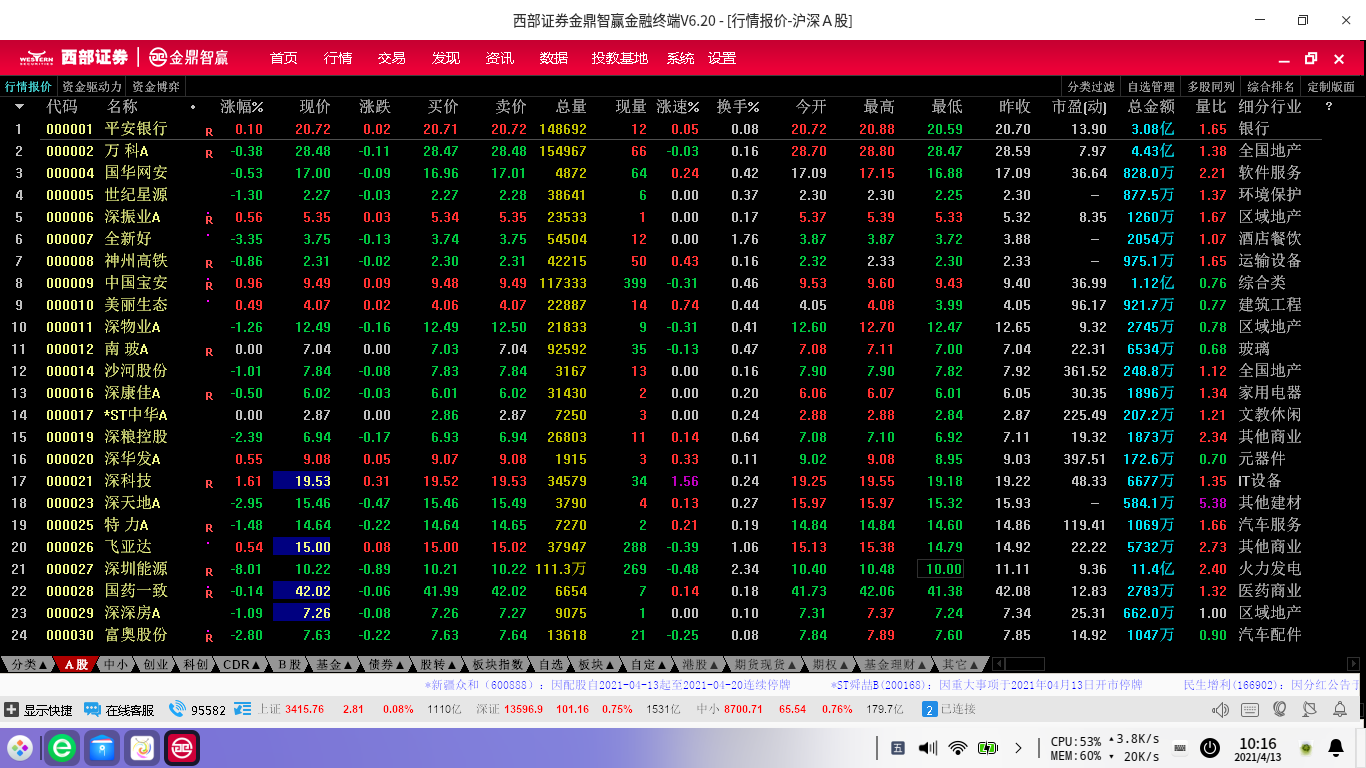 西部证券金鼎智赢金融终端V6.20 - [行情报价-沪深Ａ股]
WESTERN SECURITIES 西部证券 金鼎智赢 首页 行情 交易 发现 资讯 数据 投教基地 系统 设置
行情报价 资金驱动力 资金博弈 分类过滤 自选管理 多股同列 综合排名 定制版面
代码 名称 涨幅% 现价 涨跌 买价 卖价 总量 现量 涨速% 换手% 今开 最高 最低 昨收 市盈(动) 总金额 量比 细分行业 ?
1 000001 平安银行 R 0.10 20.72 0.02 20.71 20.72 148692 12 0.05 0.08 20.72 20.88 20.59 20.70 13.90 3.08亿 1.65 银行
2 000002 万 科A R -0.38 28.48 -0.11 28.47 28.48 154967 66 -0.03 0.16 28.70 28.80 28.47 28.59 7.97 4.43亿 1.38 全国地产
3 000004 国华网安 -0.53 17.00 -0.09 16.96 17.01 4872 64 0.24 0.42 17.09 17.15 16.88 17.09 36.64 828.0万 2.21 软件服务
4 000005 世纪星源 -1.30 2.27 -0.03 2.27 2.28 38641 6 0.00 0.37 2.30 2.30 2.25 2.30 — 877.5万 1.37 环境保护
5 000006 深振业A R 0.56 5.35 0.03 5.34 5.35 23533 1 0.00 0.17 5.37 5.39 5.33 5.32 8.35 1260万 1.67 区域地产
6 000007 全新好 -3.35 3.75 -0.13 3.74 3.75 54504 12 0.00 1.76 3.87 3.87 3.72 3.88 — 2054万 1.07 酒店餐饮
7 000008 神州高铁 R -0.86 2.31 -0.02 2.30 2.31 42215 50 0.43 0.16 2.32 2.33 2.30 2.33 — 975.1万 1.65 运输设备
8 000009 中国宝安 R 0.96 9.49 0.09 9.48 9.49 117333 399 -0.31 0.46 9.53 9.60 9.43 9.40 36.99 1.12亿 0.76 综合类
9 000010 美丽生态 0.49 4.07 0.02 4.06 4.07 22887 14 0.74 0.44 4.05 4.08 3.99 4.05 96.17 921.7万 0.77 建筑工程
10 000011 深物业A -1.26 12.49 -0.16 12.49 12.50 21833 9 -0.31 0.41 12.60 12.70 12.47 12.65 9.32 2745万 0.78 区域地产
11 000012 南 玻A R 0.00 7.04 0.00 7.03 7.04 92592 35 -0.13 0.47 7.08 7.11 7.00 7.04 22.31 6534万 0.68 玻璃
12 000014 沙河股份 -1.01 7.84 -0.08 7.83 7.84 3167 13 0.00 0.16 7.90 7.90 7.82 7.92 361.52 248.8万 1.12 全国地产
13 000016 深康佳A R -0.50 6.02 -0.03 6.01 6.02 31430 2 0.00 0.20 6.06 6.07 6.01 6.05 30.35 1896万 1.34 家用电器
14 000017 *ST中华A 0.00 2.87 0.00 2.86 2.87 7250 3 0.00 0.24 2.88 2.88 2.84 2.87 225.49 207.2万 1.21 文教休闲
15 000019 深粮控股 -2.39 6.94 -0.17 6.93 6.94 26803 11 0.14 0.64 7.08 7.10 6.92 7.11 19.32 1873万 2.34 其他商业
16 000020 深华发A 0.55 9.08 0.05 9.07 9.08 1915 3 0.33 0.11 9.02 9.08 8.95 9.03 397.51 172.6万 0.70 元器件
17 000021 深科技 R 1.61 19.53 0.31 19.52 19.53 34579 34 1.56 0.24 19.25 19.55 19.18 19.22 48.33 6677万 1.35 IT设备
18 000023 深天地A -2.95 15.46 -0.47 15.46 15.49 3790 4 0.13 0.27 15.97 15.97 15.32 15.93 — 584.1万 5.38 其他建材
19 000025 特 力A R -1.48 14.64 -0.22 14.64 14.65 7270 2 0.21 0.19 14.84 14.84 14.60 14.86 119.41 1069万 1.66 汽车服务
20 000026 飞亚达 0.54 15.00 0.08 15.00 15.02 37947 288 -0.39 1.06 15.13 15.38 14.79 14.92 22.22 5732万 2.73 其他商业
21 000027 深圳能源 R -8.01 10.22 -0.89 10.21 10.22 111.3万 269 -0.48 2.34 10.40 10.48 10.00 11.11 9.36 11.4亿 2.40 火力发电
22 000028 国药一致 R -0.14 42.02 -0.06 41.99 42.02 6654 7 0.14 0.18 41.73 42.06 41.38 42.08 12.83 2783万 1.32 医药商业
23 000029 深深房A -1.09 7.26 -0.08 7.26 7.27 9075 1 0.00 0.10 7.31 7.37 7.24 7.34 25.31 662.0万 1.00 区域地产
24 000030 富奥股份 R -2.80 7.63 -0.22 7.63 7.64 13618 21 -0.25 0.08 7.84 7.89 7.60 7.85 14.92 1047万 0.90 汽车配件
分类▲ A股 中小 创业 科创 CDR▲ B股 基金▲ 债券▲ 股转▲ 板块指数 自选 板块▲ 自定▲ 港股▲ 期货现货▲ 期权▲ 基金理财▲ 其它▲
*新疆众和（600888）：因配股自2021-04-13起至2021-04-20连续停牌 *ST舜喆B(200168)：因重大事项于2021年04月13日开市停牌 民生增利(166902)：因分红公告于
显示快捷 在线客服 95582 上证 3415.76 2.81 0.08% 1110亿 深证 13596.9 101.16 0.75% 1531亿 中小 8700.71 65.54 0.76% 179.7亿 2 已连接
五 CPU:53% ▲3.8K/s 10:16
MEM:60% ▼ 20K/s 2021/4/13